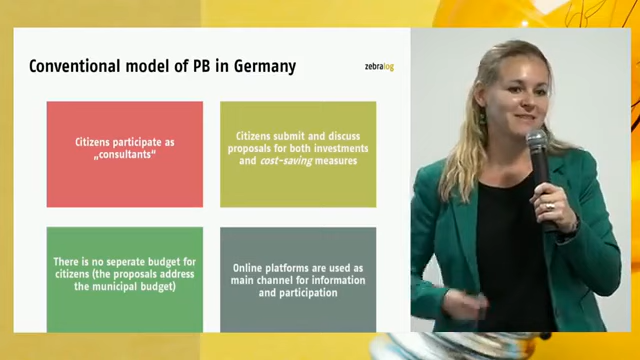 Conventional model of PB in Germany
zebralog
Citizens participate as
„consultants“
Citizens submit and discuss
proposals for both investments
and cost-saving measures
There is no seperate budget for
citizens (the proposals address
the municipal budget)
Online platforms are used as
main channel for information
and participation